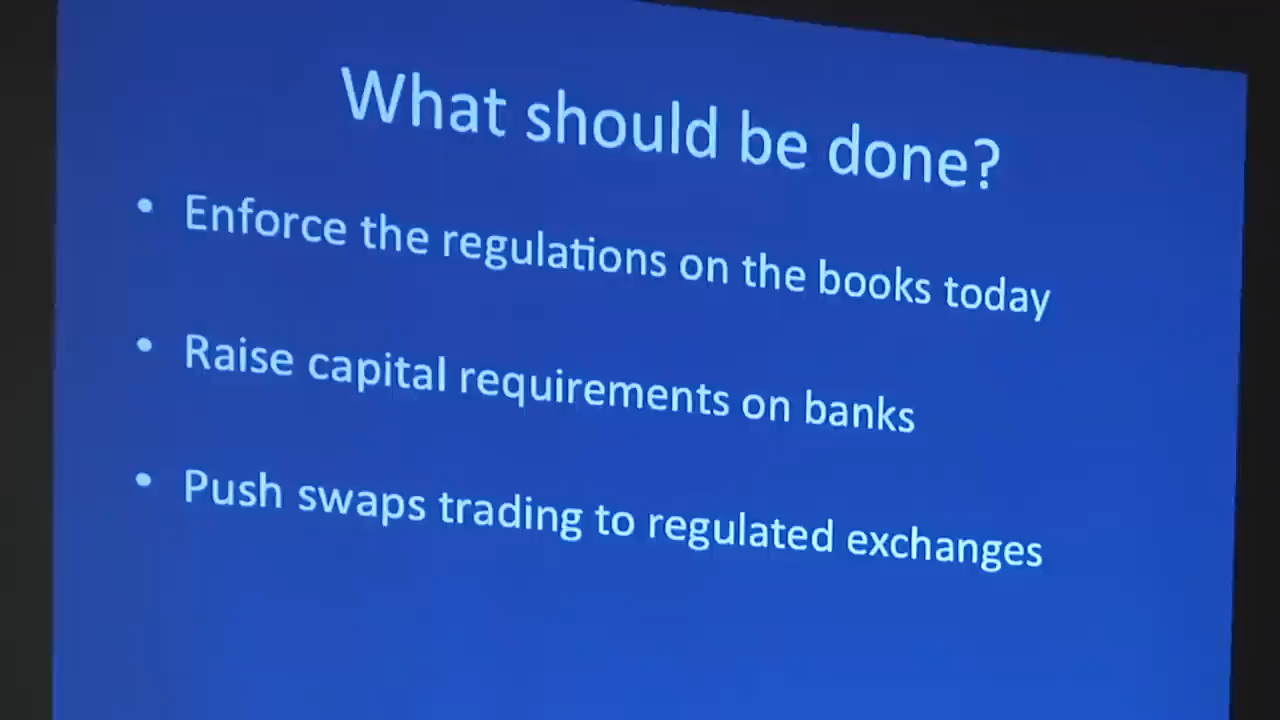 What should be done?
• Enforce the regulations on the books today
• Raise capital requirements on banks
• Push swaps trading to regulated exchanges